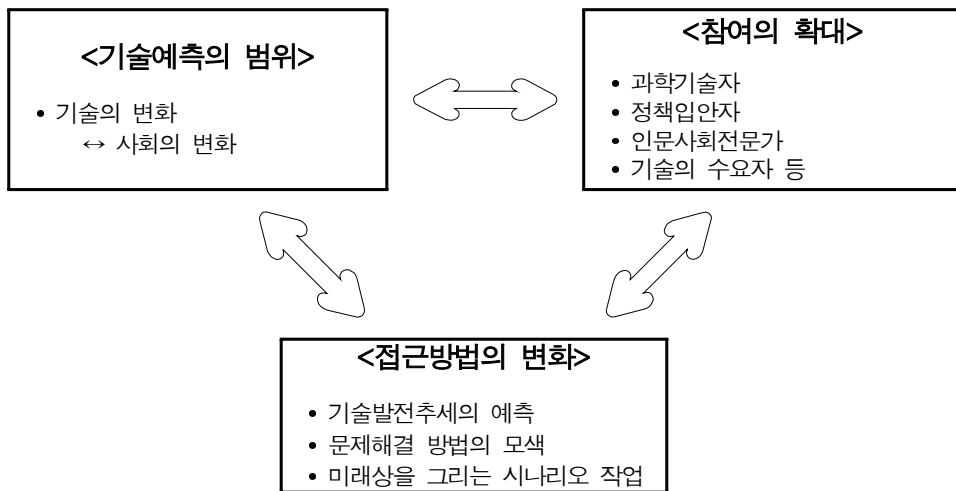 <기술예측의 범위>
• 기술의 변화
↔ 사회의 변화
<참여의 확대>
• 과학기술자
• 정책입안자
• 인문사회전문가
• 기술의 수요자 등
<접근방법의 변화>
• 기술발전추세의 예측
• 문제해결 방법의 모색
• 미래상을 그리는 시나리오 작업